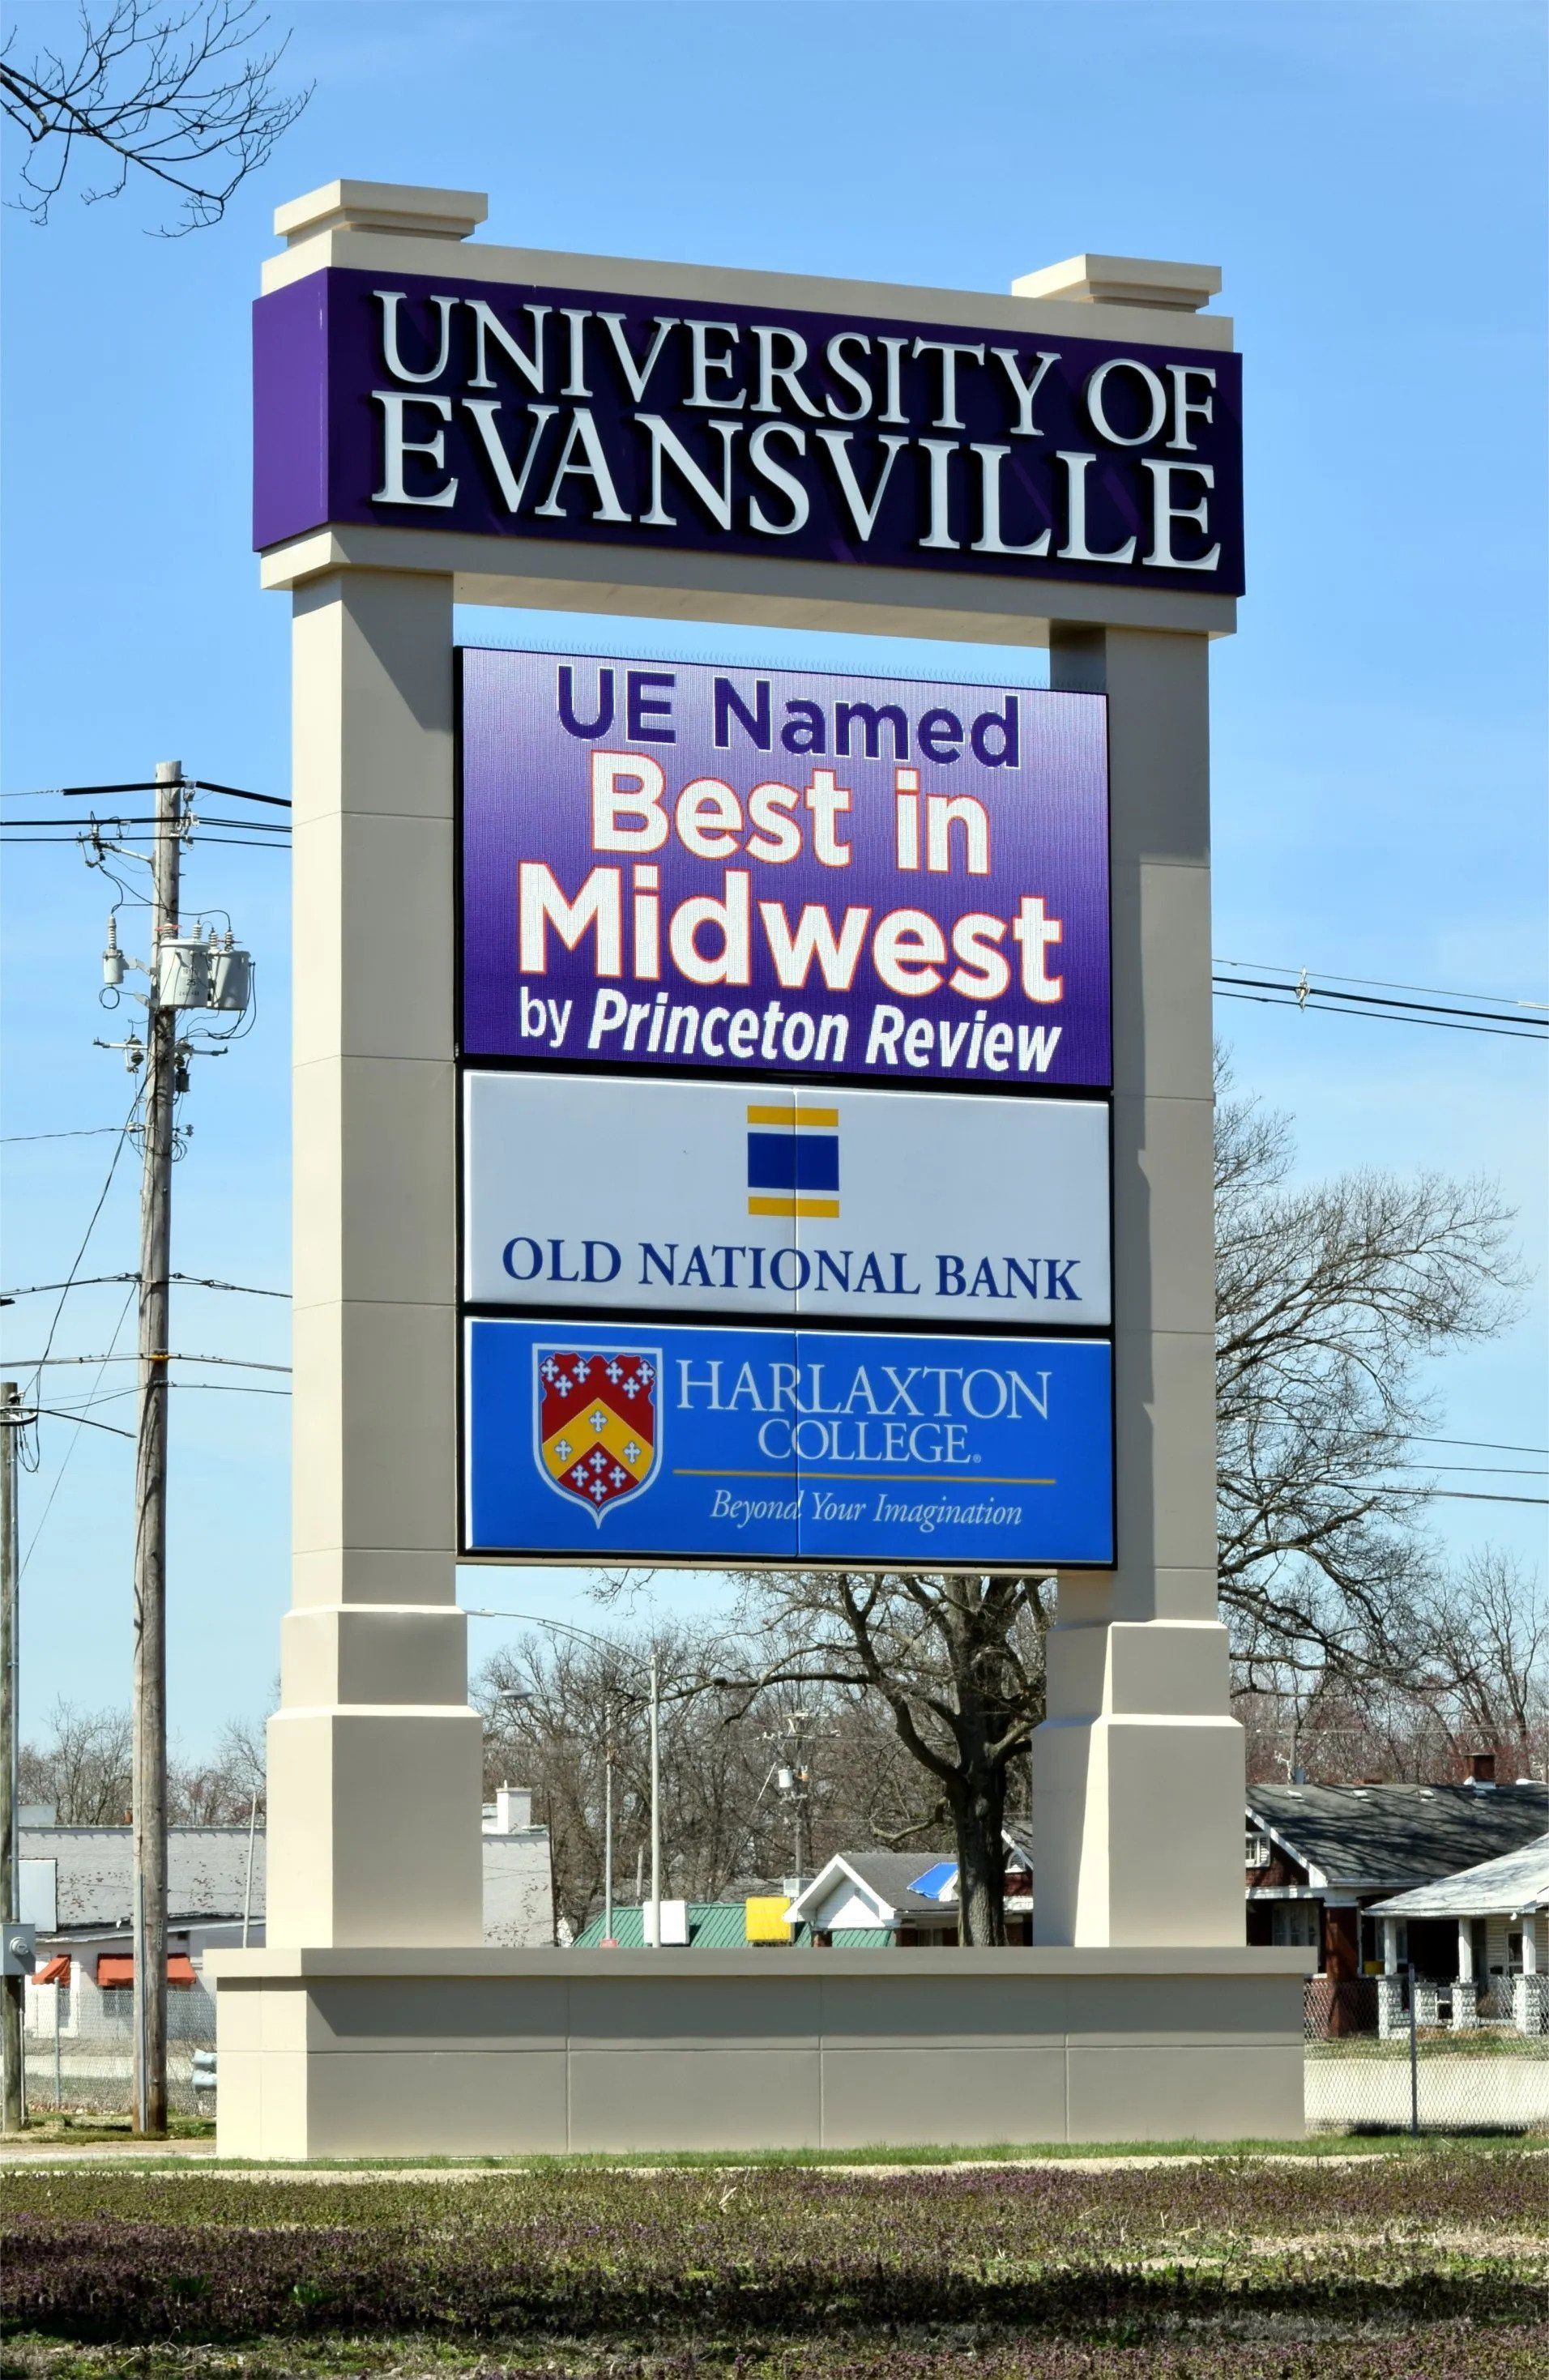 UNIVERSITY OF
EVANSVILLE
UE Named
Best in
Midwest
by Princeton Review
OLD NATIONAL BANK
HARLAXTON
COLLEGE®
Beyond Your Imagination